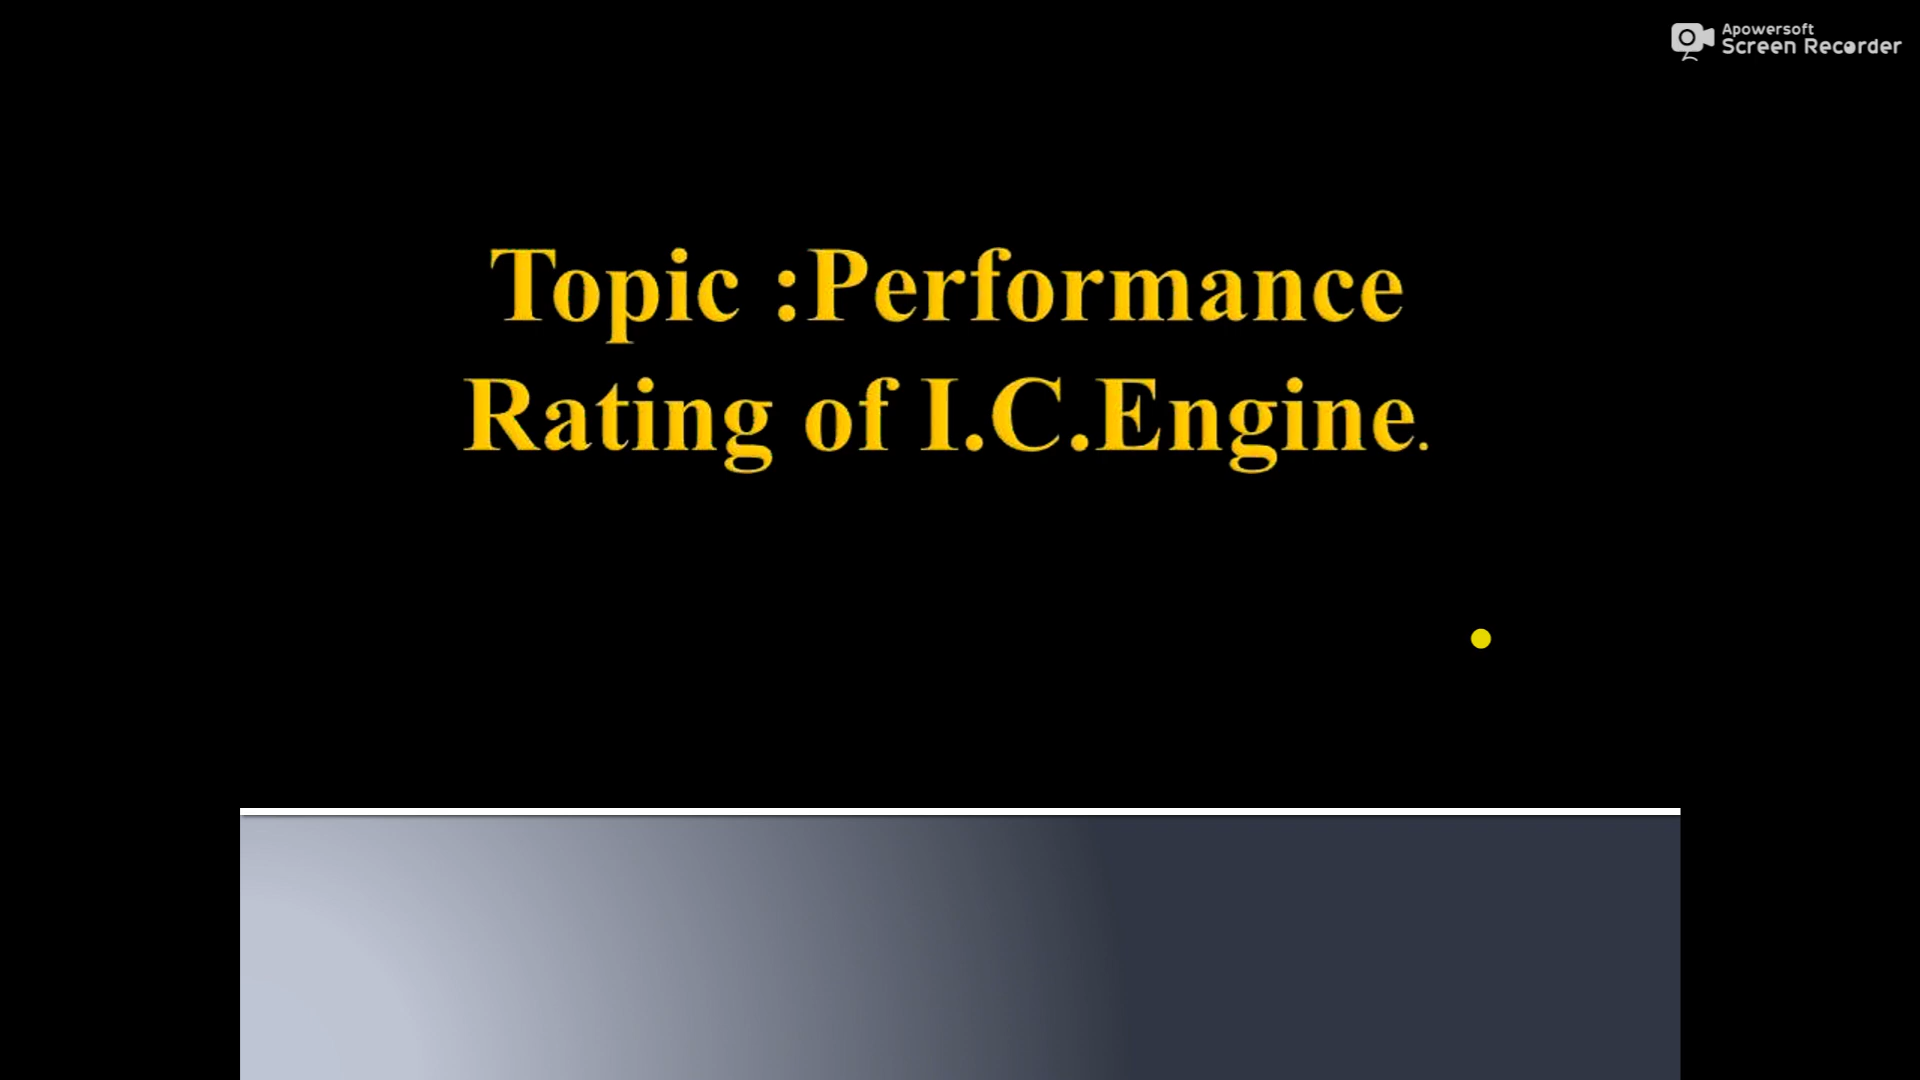 Apowersoft
Screen Recorder
Topic :Performance
Rating of I.C.Engine.